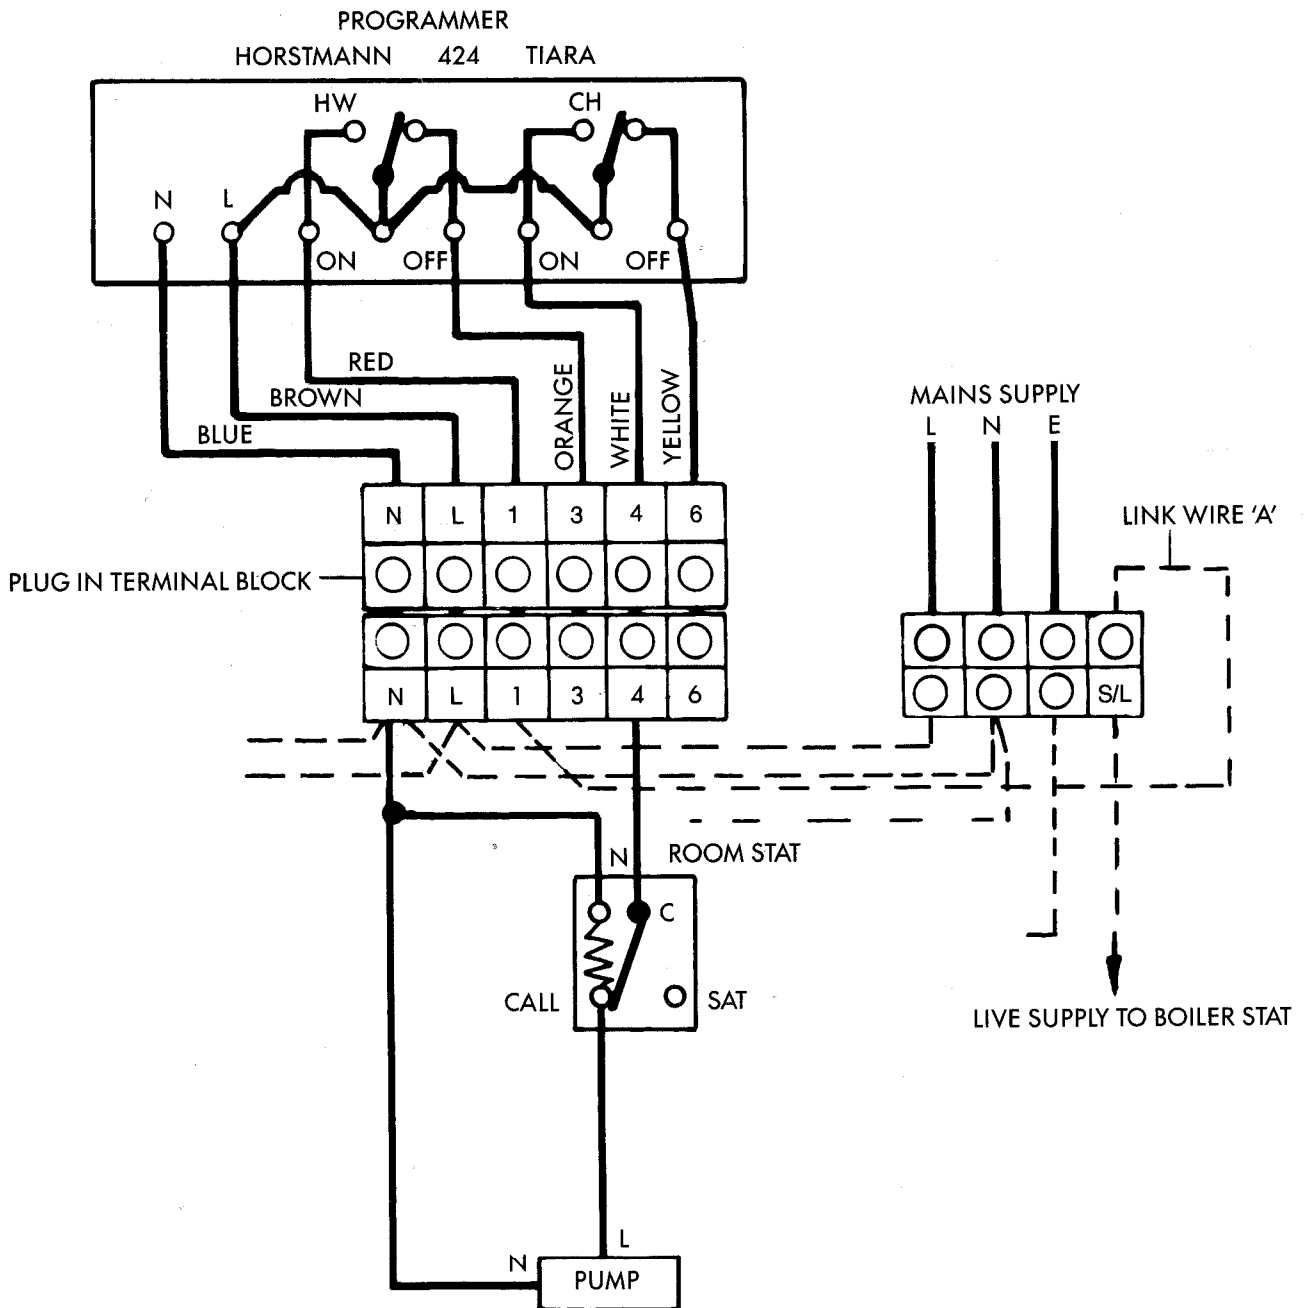 PROGRAMMER
HORSTMANN 424 TIARA
HW CH
N L
ON OFF ON OFF
RED
BROWN
BLUE
ORANGE
WHITE
YELLOW
MAINS SUPPLY
L N E
N L 1 3 4 6
LINK WIRE 'A'
PLUG IN TERMINAL BLOCK
N L 1 3 4 6
S/L
N ROOM STAT
C
CALL SAT
LIVE SUPPLY TO BOILER STAT
L
N
PUMP